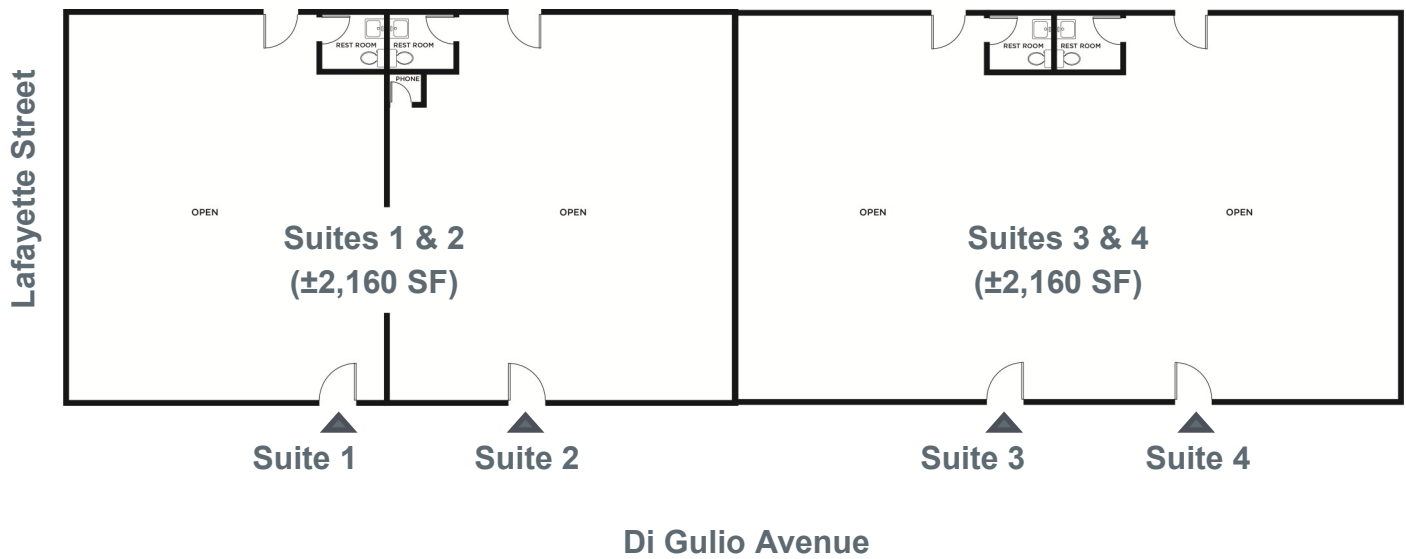 REST ROOM
REST ROOM
REST ROOM
REST ROOM
PHONE
Lafayette Street
OPEN
OPEN
OPEN
OPEN
Suites 1 & 2
(±2,160 SF)
Suites 3 & 4
(±2,160 SF)
Suite 1
Suite 2
Suite 3
Suite 4
Di Gulio Avenue